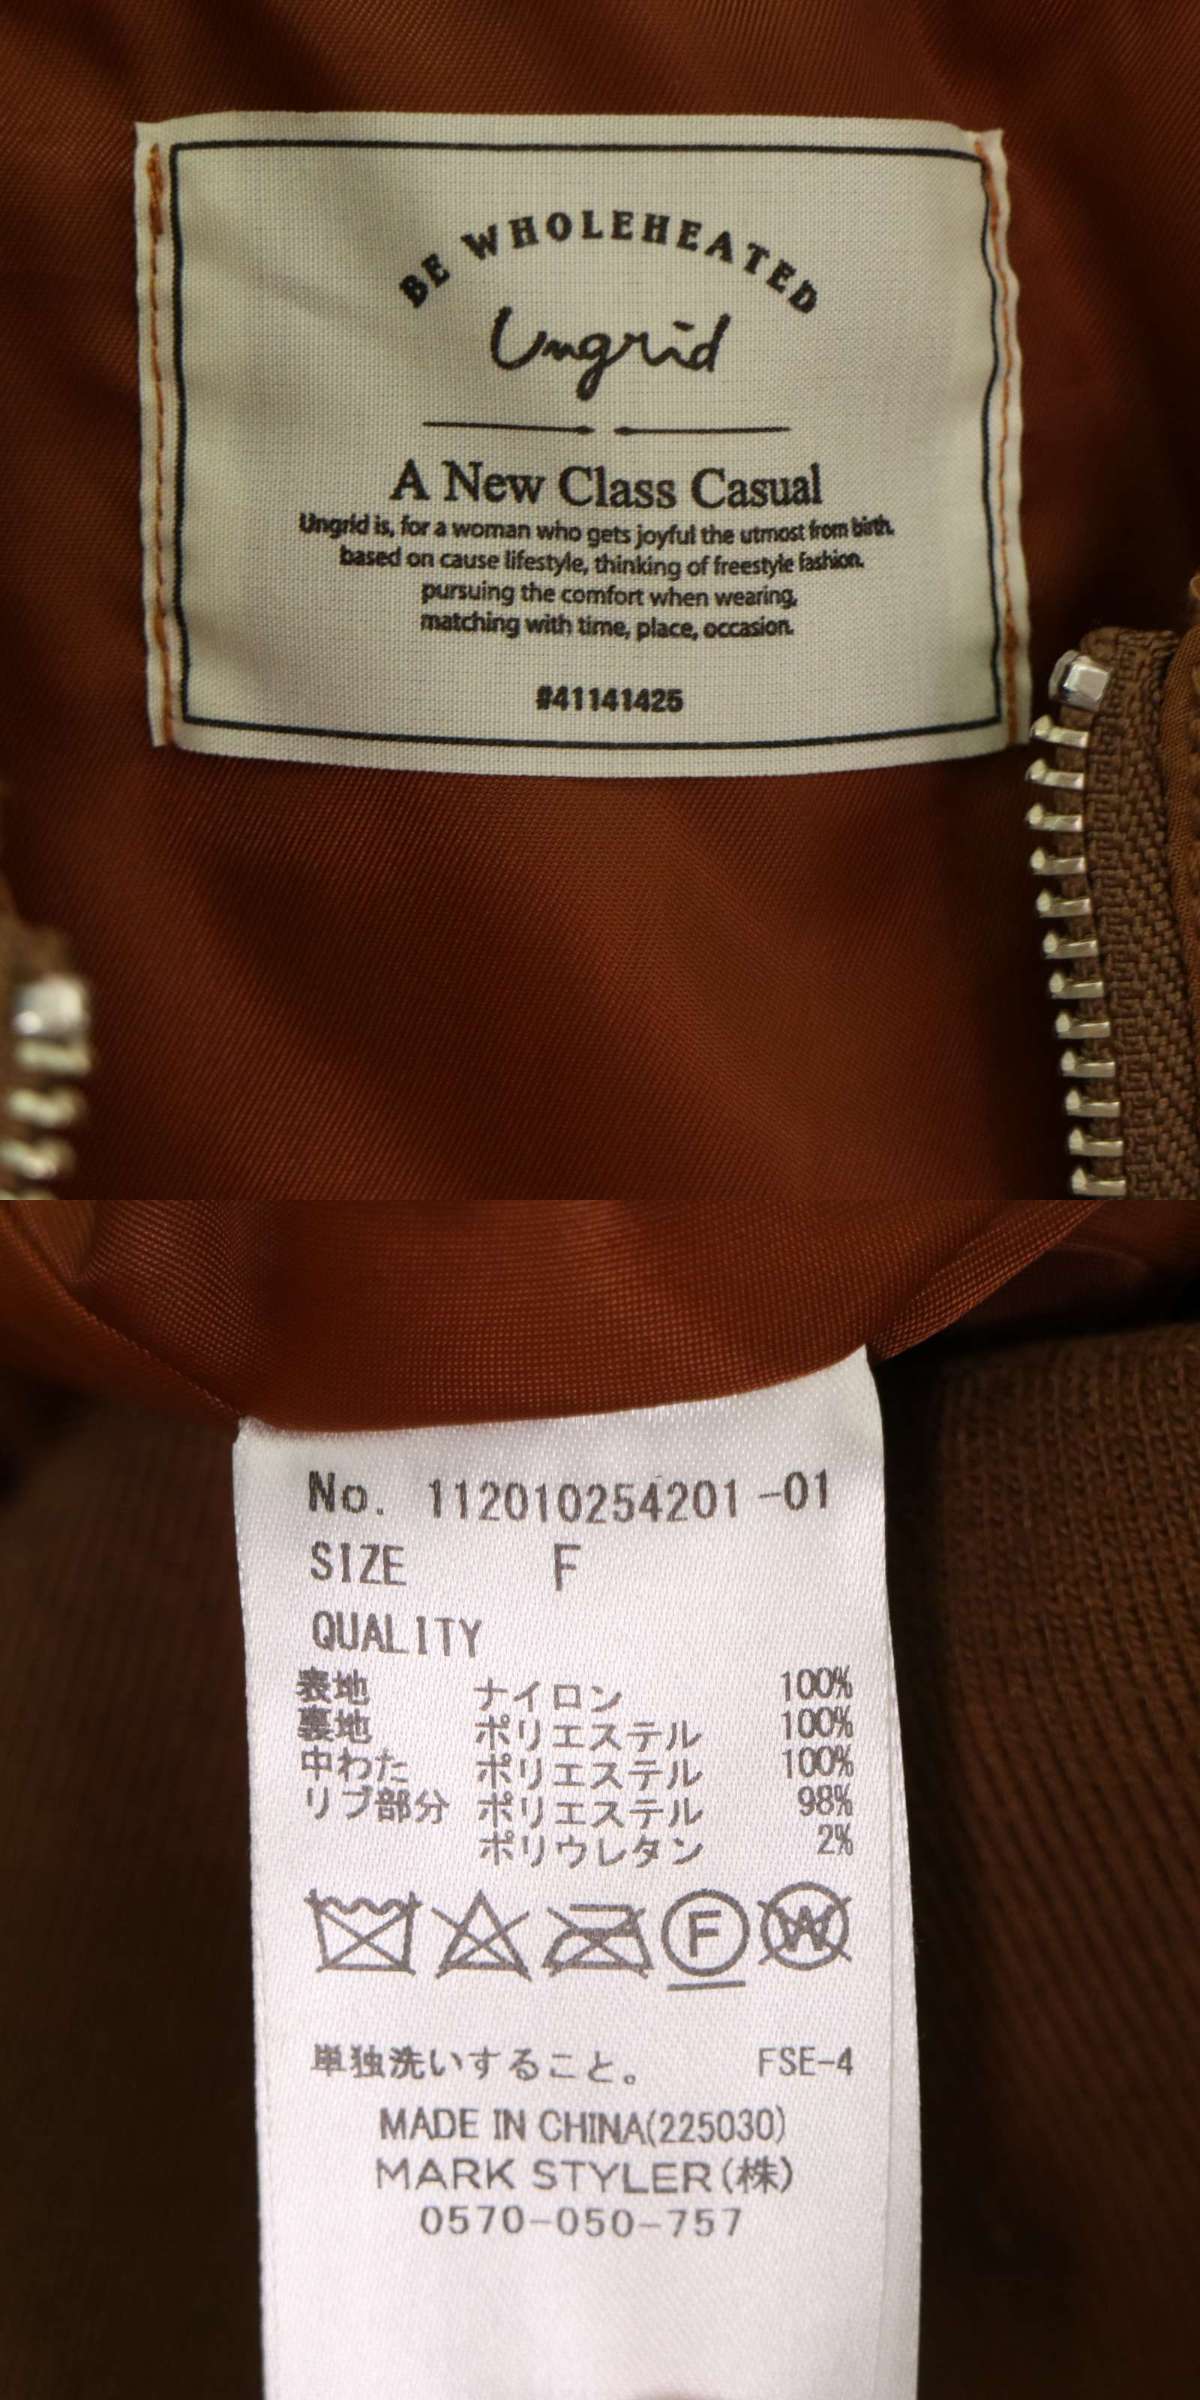 BE WHOLEHEATED
Ungrid
A New Class Casual
Ungrid is, for a woman who gets joyful the utmost from birth.
based on cause lifestyle, thinking of freestyle fashion.
pursuing the comfort when wearing,
matching with time, place, occasion.
#41141425
No. 112010254201-01
SIZE F
QUALITY
表地 ナイロン 100%
裏地 ポリエステル 100%
中わた ポリエステル 100%
リブ部分 ポリエステル 98%
ポリウレタン 2%
F W
単独洗いすること。 FSE-4
MADE IN CHINA(225030)
MARK STYLER(株)
0570-050-757